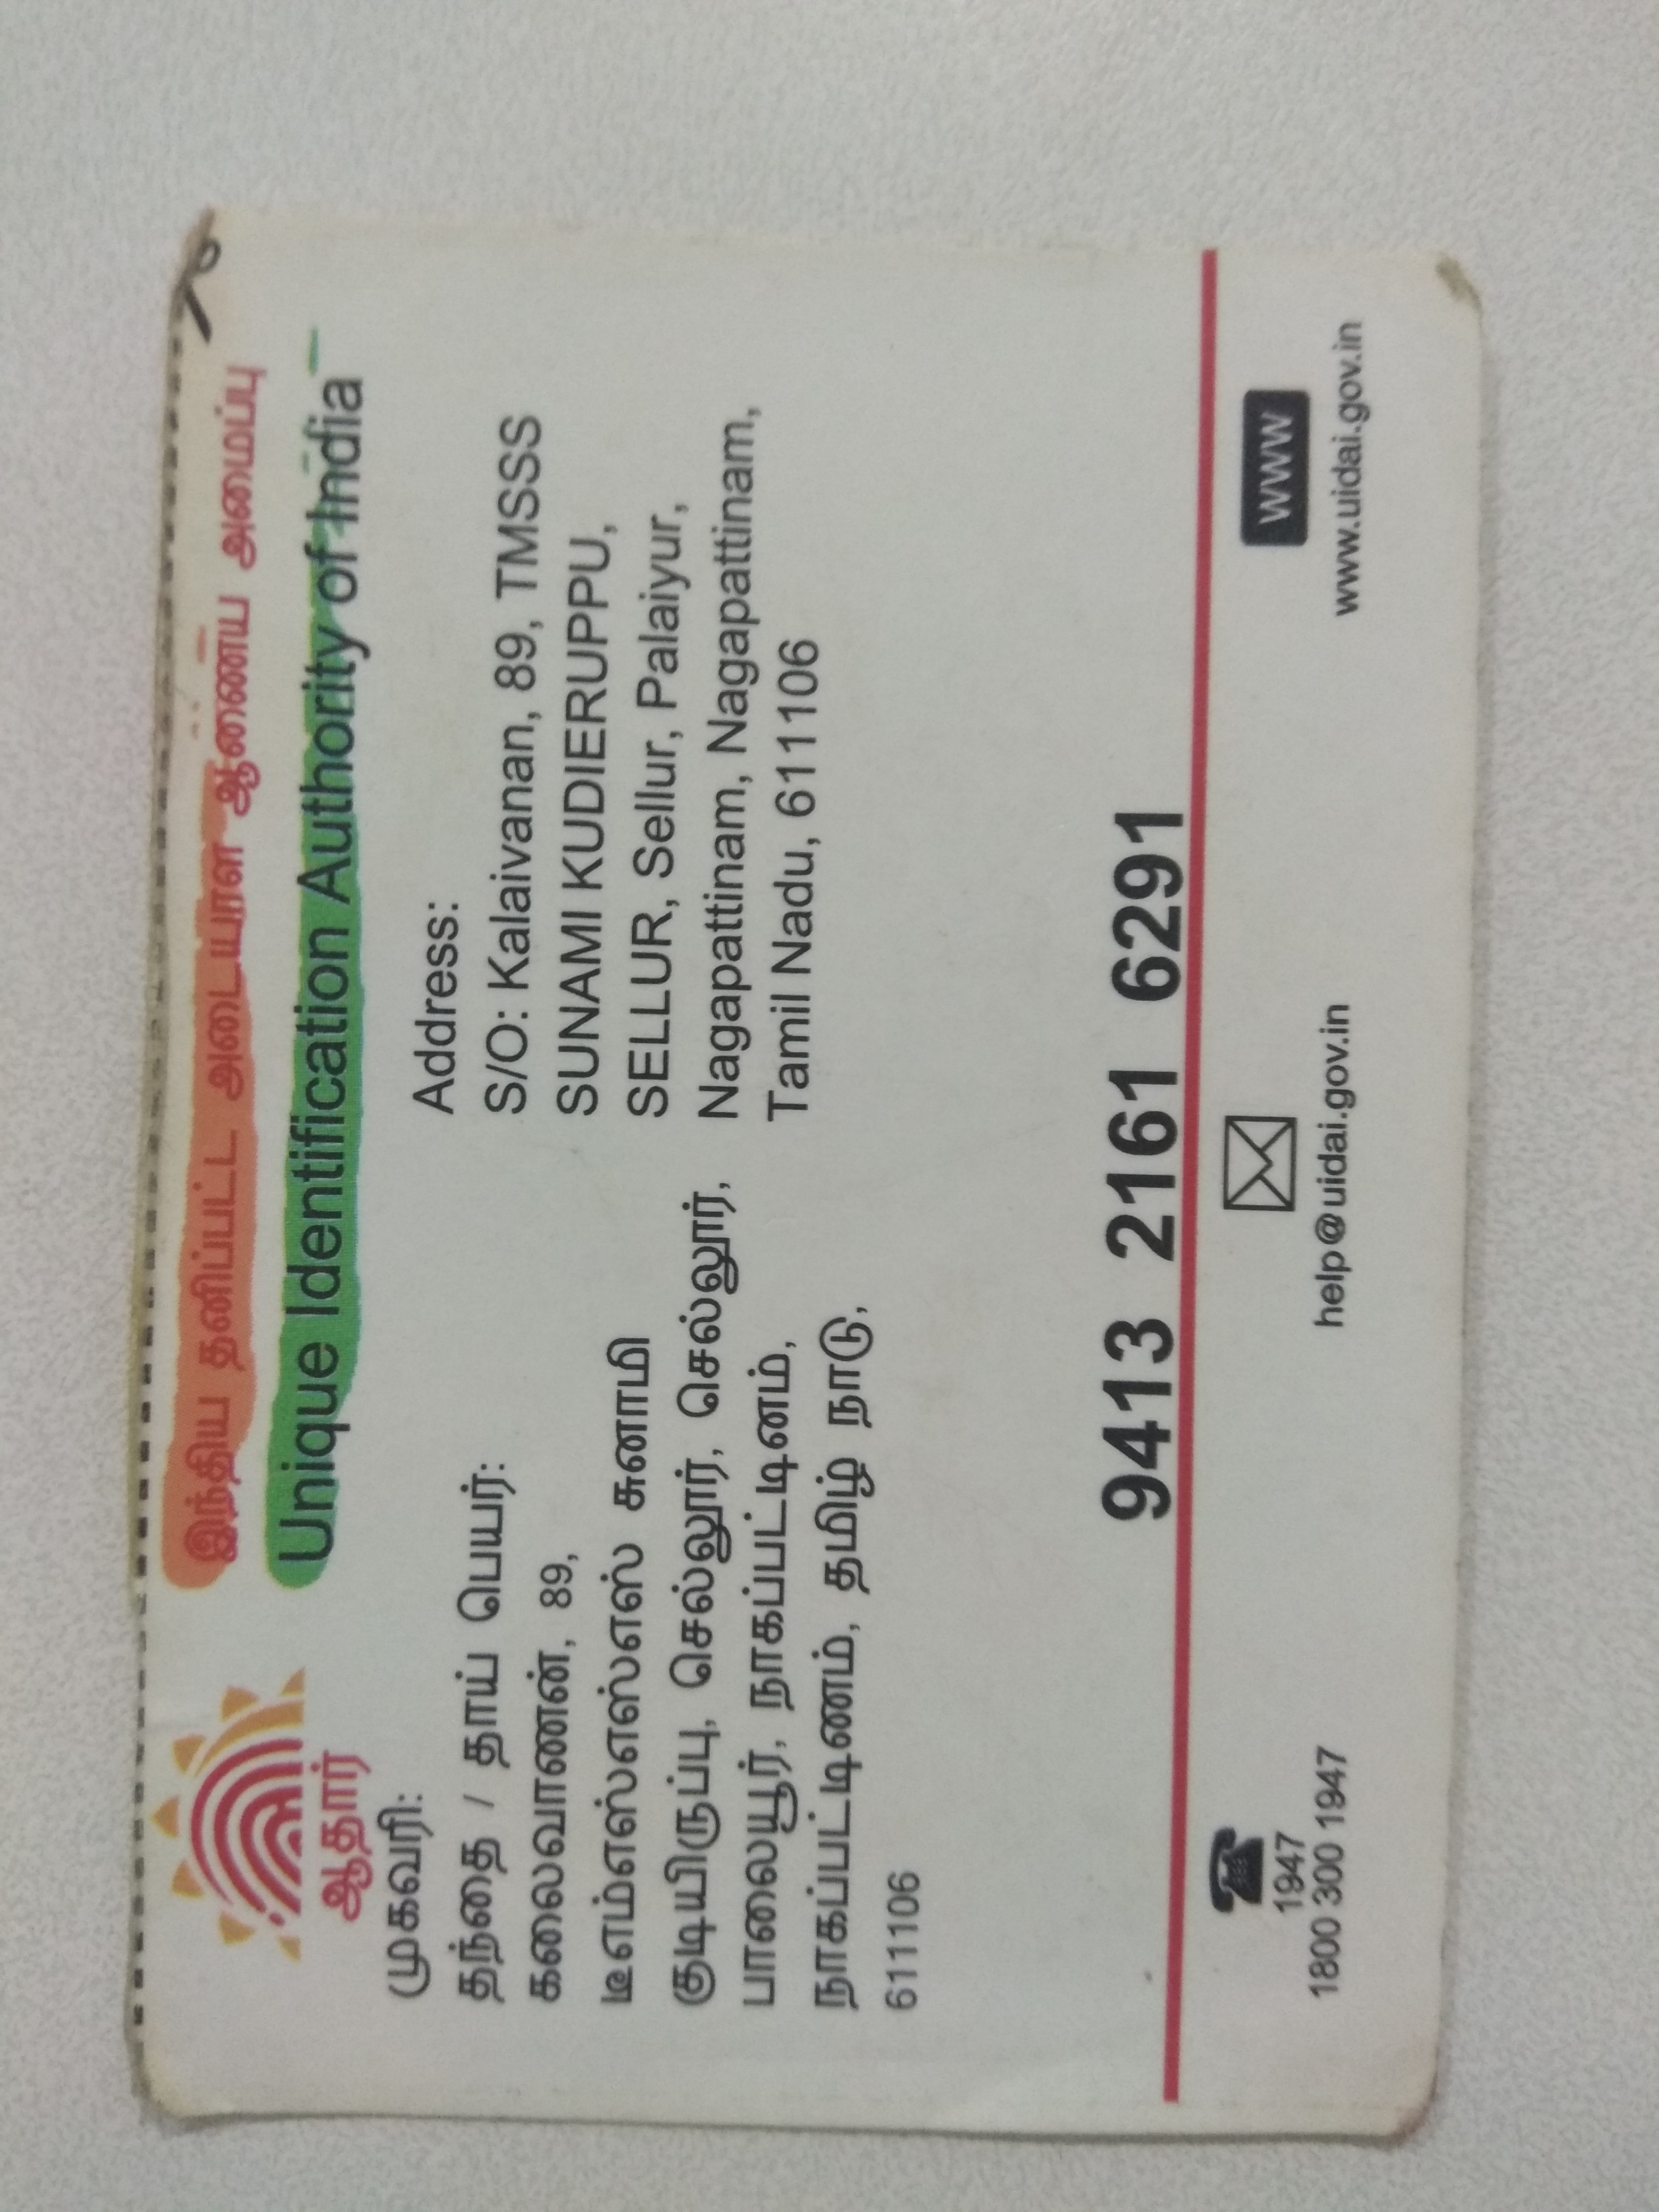 இந்திய தனிப்பட்ட அடையாள ஆணைய அமைப்பு
Unique Identification Authority of India
ஆதார்
முகவரி:
தந்தை / தாய் பெயர்:
கலைவாணன், 89,
டிஎம்எஸ்எஸ்எஸ் சுனாமி
குடியிருப்பு, செல்லூர், செல்லூர்,
பாலையூர், நாகப்பட்டினம்,
நாகப்பட்டிணம், தமிழ் நாடு,
611106
Address:
S/O: Kalaivanan, 89, TMSSS
SUNAMI KUDIERUPPU,
SELLUR, Sellur, Palaiyur,
Nagapattinam, Nagapattinam,
Tamil Nadu, 611106
9413 2161 6291
1947
1800 300 1947
help@uidai.gov.in
WWW
www.uidai.gov.in